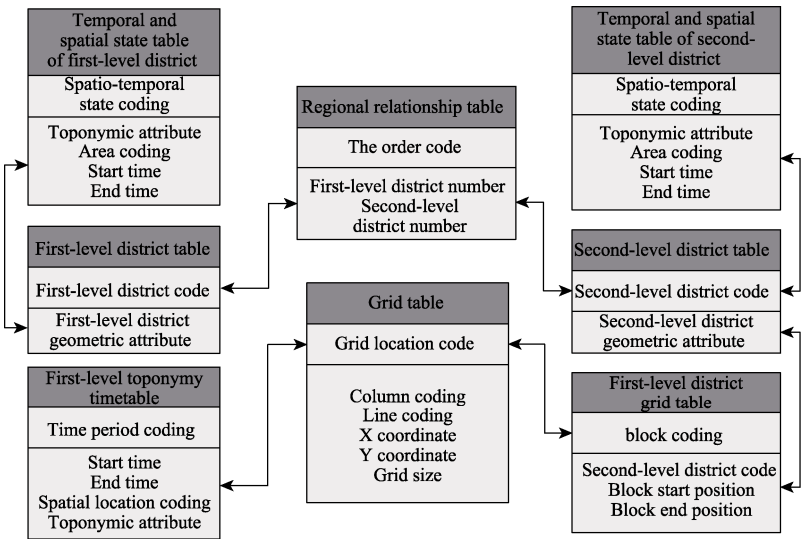 Temporal and
spatial state table
of first-level district
Spatio-temporal
state coding
Toponymic attribute
Area coding
Start time
End time
First-level district table
First-level district code
First-level district
geometric attribute
First-level toponymy
timetable
Time period coding
Start time
End time
Spatial location coding
Toponymic attribute
Regional relationship table
The order code
First-level district number
Second-level
district number
Grid table
Grid location code
Column coding
Line coding
X coordinate
Y coordinate
Grid size
Temporal and spatial
state table of second-
level district
Spatio-temporal
state coding
Toponymic attribute
Area coding
Start time
End time
Second-level district table
Second-level district code
Second-level district
geometric attribute
First-level district
grid table
block coding
Second-level district code
Block start position
Block end position